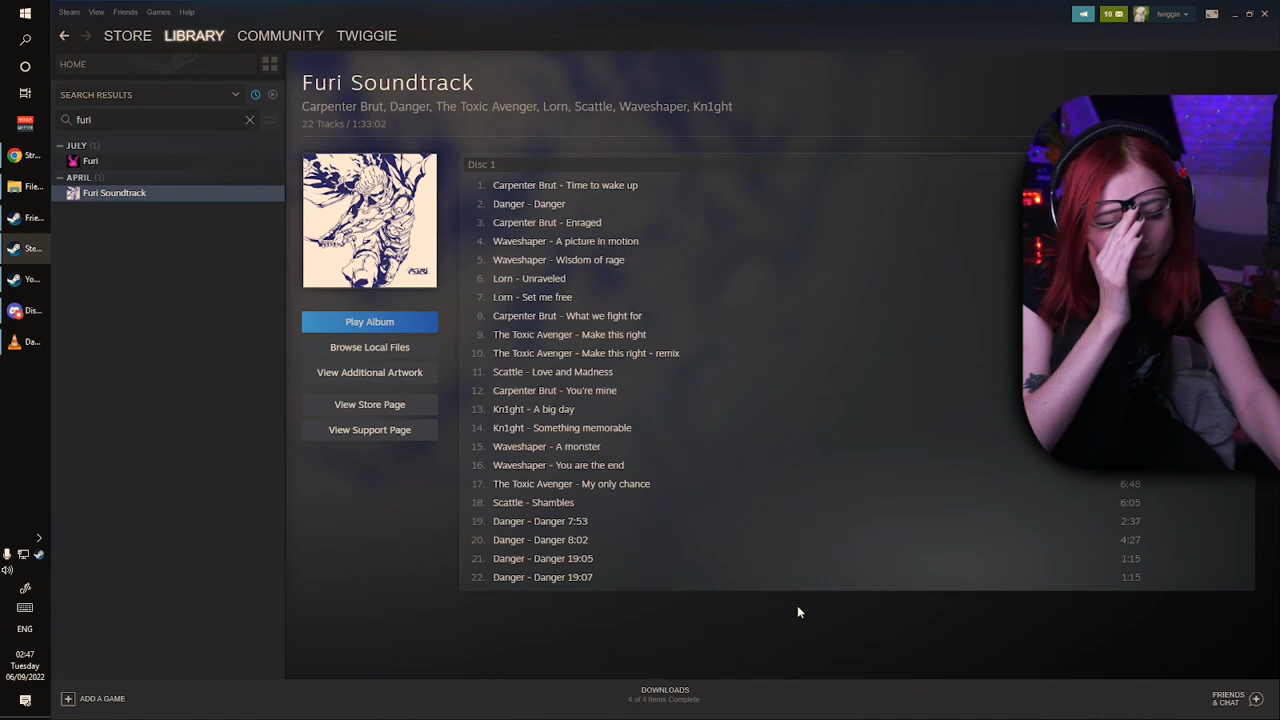 Steam View Friends Games Help
10
twiggie
STORE LIBRARY COMMUNITY TWIGGIE
HOME
SEARCH RESULTS
furi
JULY (1)
Furi
APRIL (1)
Furi Soundtrack
Furi Soundtrack
Carpenter Brut, Danger, The Toxic Avenger, Lorn, Scattle, Waveshaper, Kn1ght
22 Tracks / 1:33:02
FURI
Play Album
Browse Local Files
View Additional Artwork
View Store Page
View Support Page
Disc 1
1. Carpenter Brut - Time to wake up
2. Danger - Danger
3. Carpenter Brut - Enraged
4. Waveshaper - A picture in motion
5. Waveshaper - Wisdom of rage
6. Lorn - Unraveled
7. Lorn - Set me free
8. Carpenter Brut - What we fight for
9. The Toxic Avenger - Make this right
10. The Toxic Avenger - Make this right - remix
11. Scattle - Love and Madness
12. Carpenter Brut - You're mine
13. Kn1ght - A big day
14. Kn1ght - Something memorable
15. Waveshaper - A monster
16. Waveshaper - You are the end
17. The Toxic Avenger - My only chance 6:48
18. Scattle - Shambles 6:05
19. Danger - Danger 7:53 2:37
20. Danger - Danger 8:02 4:27
21. Danger - Danger 19:05 1:15
22. Danger - Danger 19:07 1:15
Str...
File...
Frie...
Ste...
Yo...
Dis...
Da...
ENG
02:47
Tuesday
06/09/2022
ADD A GAME
DOWNLOADS
4 of 4 Items Complete
FRIENDS
& CHAT